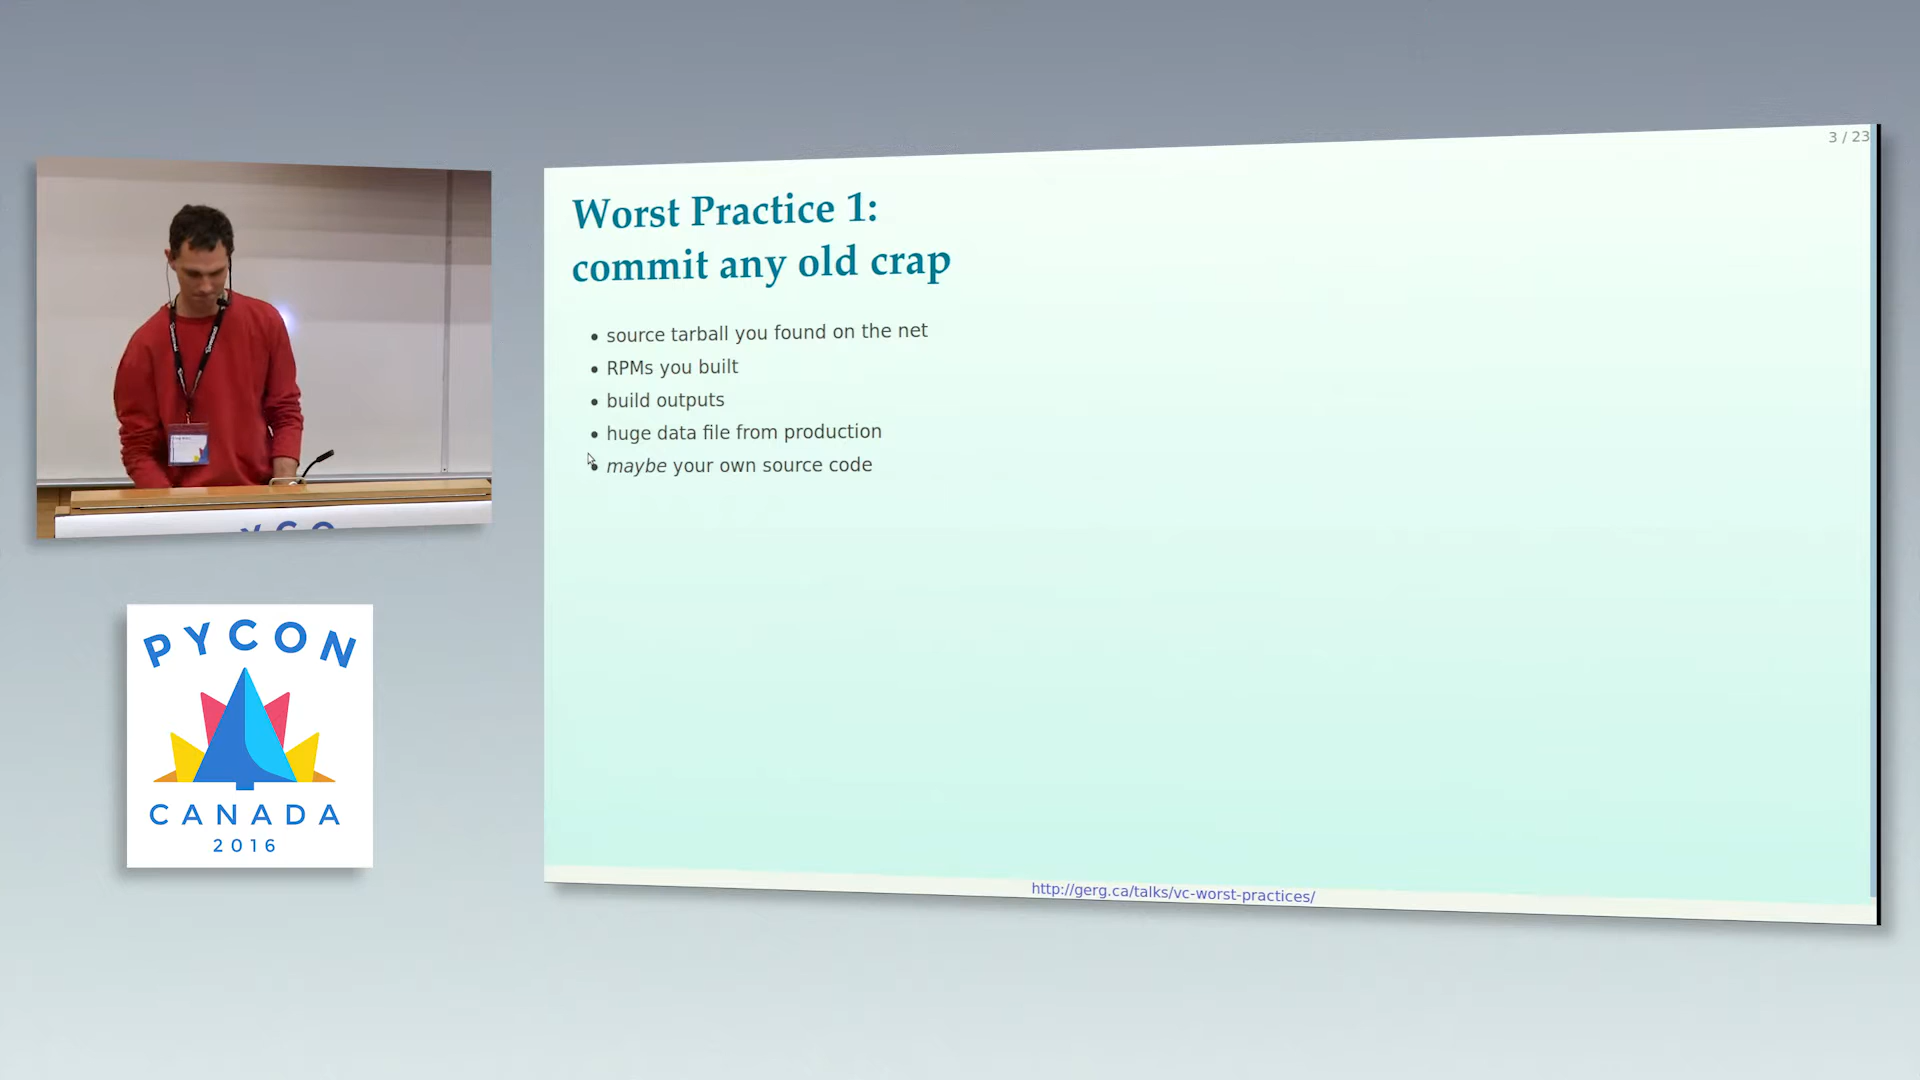 3 / 23
Worst Practice 1:
commit any old crap
• source tarball you found on the net
• RPMs you built
• build outputs
• huge data file from production
• maybe your own source code
http://gerg.ca/talks/vc-worst-practices/
PYCO
PYCON
CANADA
2016